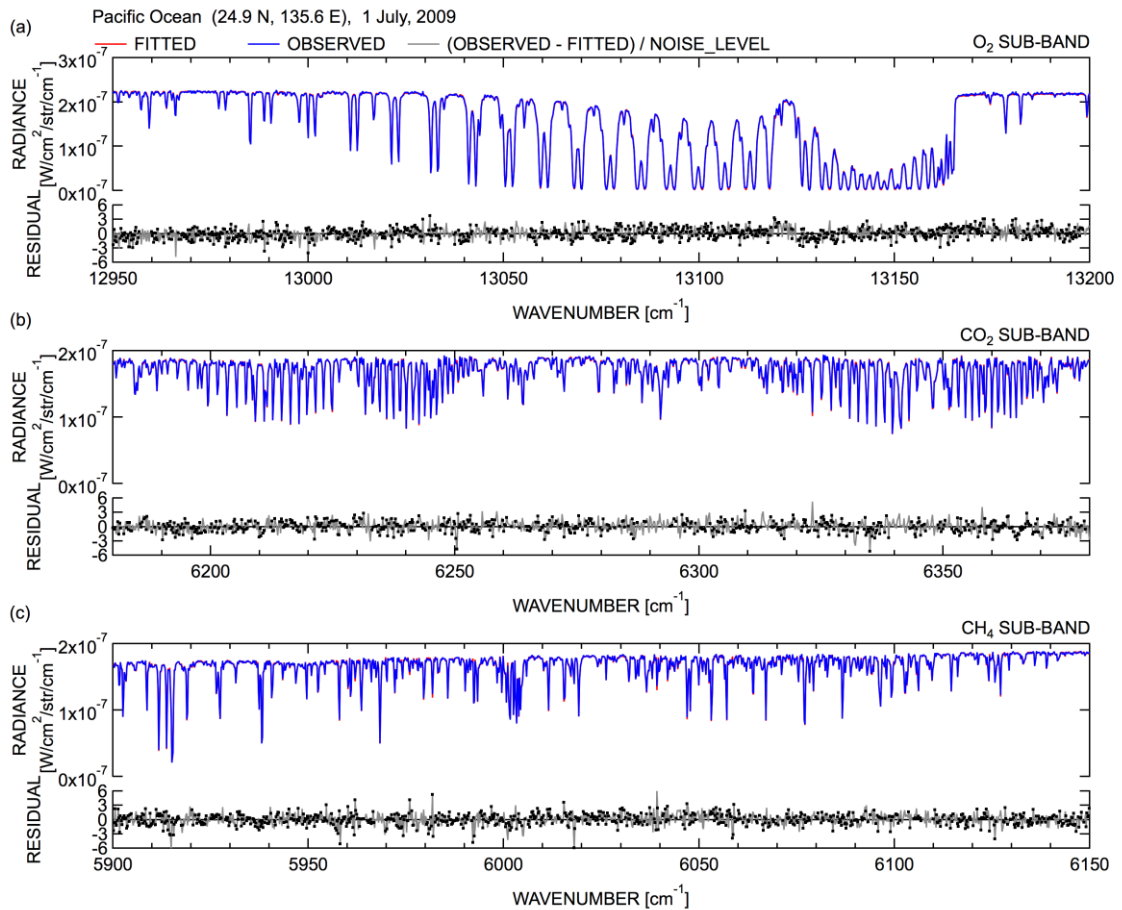 Pacific Ocean (24.9 N, 135.6 E), 1 July, 2009
(a)
FITTED OBSERVED (OBSERVED - FITTED) / NOISE_LEVEL O2 SUB-BAND
3x10-7
2x10-7
1x10-7
0x10-7
RADIANCE
[W/cm2/str/cm-1]
6
3
0
-3
-6
RESIDUAL
12950 13000 13050 13100 13150 13200
WAVENUMBER [cm-1]
(b)
CO2 SUB-BAND
2x10-7
1x10-7
0x10-7
RADIANCE
[W/cm2/str/cm-1]
6
3
0
-3
-6
RESIDUAL
6200 6250 6300 6350
WAVENUMBER [cm-1]
(c)
CH4 SUB-BAND
2x10-7
1x10-7
0x10-7
RADIANCE
[W/cm2/str/cm-1]
6
3
0
-3
-6
RESIDUAL
5900 5950 6000 6050 6100 6150
WAVENUMBER [cm-1]